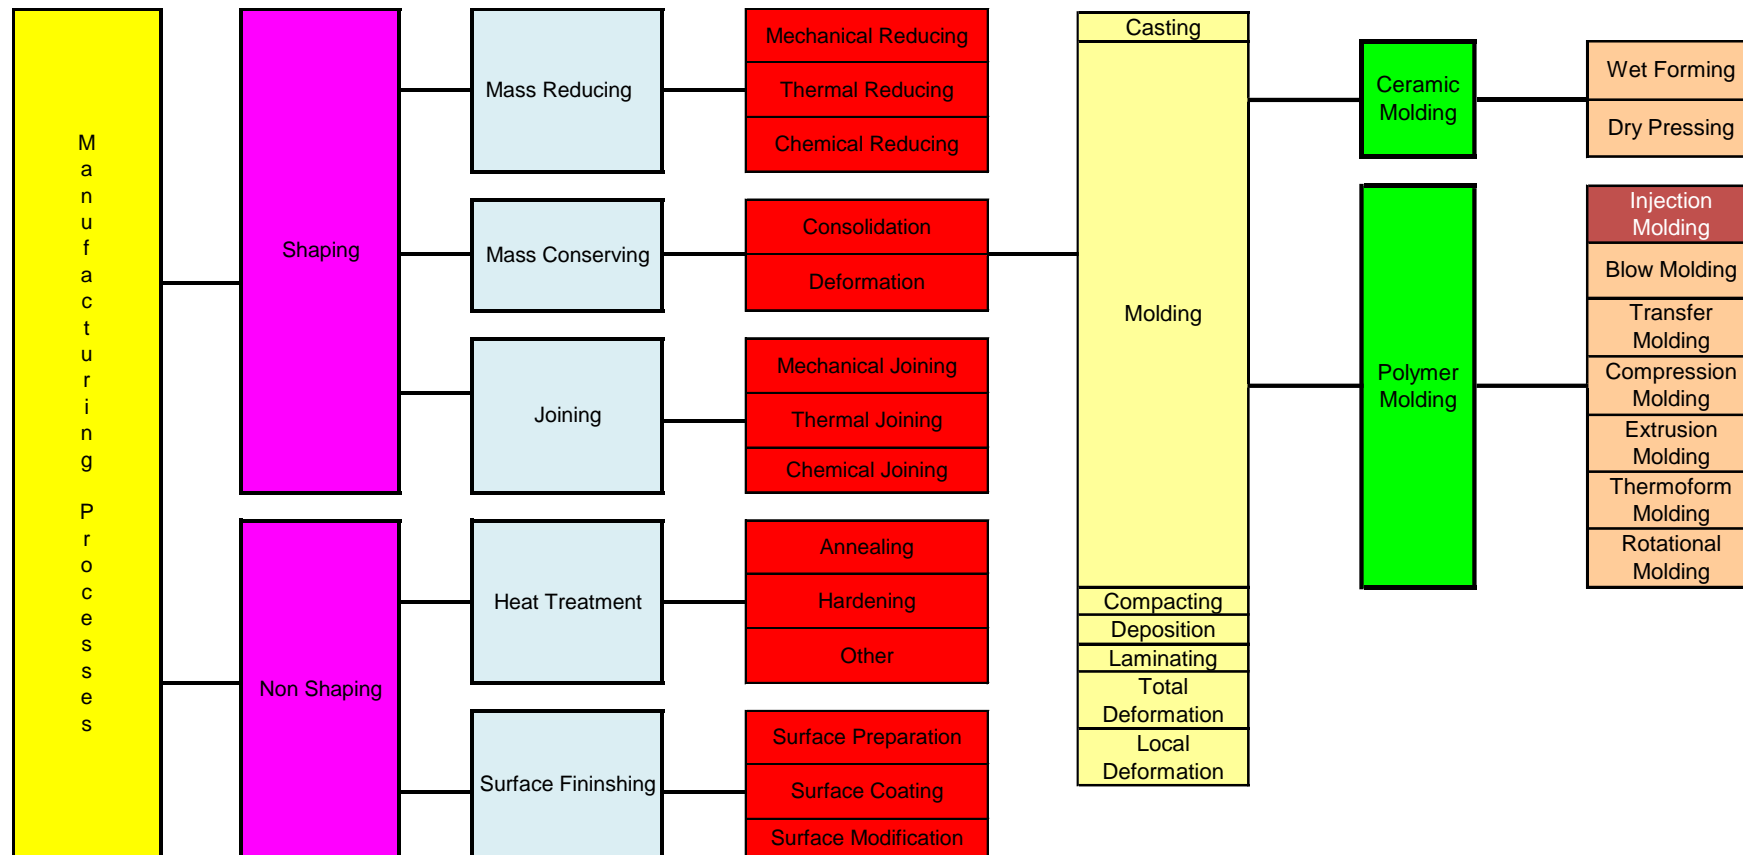 Manufacturing Processes
Shaping
Non Shaping
Mass Reducing
Mass Conserving
Joining
Heat Treatment
Surface Fininshing
Mechanical Reducing
Thermal Reducing
Chemical Reducing
Consolidation
Deformation
Mechanical Joining
Thermal Joining
Chemical Joining
Annealing
Hardening
Other
Surface Preparation
Surface Coating
Surface Modification
Casting
Molding
Compacting
Deposition
Laminating
Total
Deformation
Local
Deformation
Ceramic
Molding
Polymer
Molding
Wet Forming
Dry Pressing
Injection
Molding
Blow Molding
Transfer
Molding
Compression
Molding
Extrusion
Molding
Thermoform
Molding
Rotational
Molding